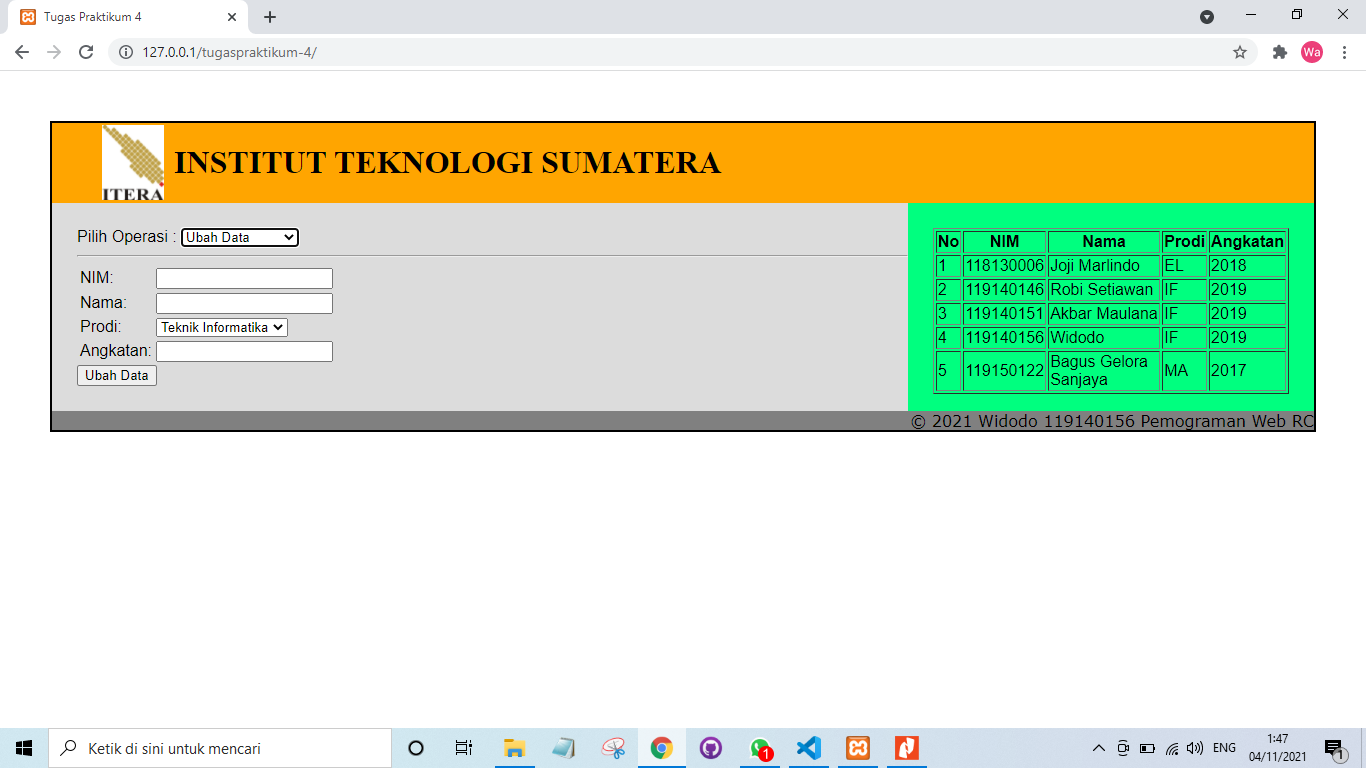 Tugas Praktikum 4
Wa
127.0.0.1/tugaspraktikum-4/
ITERA
INSTITUT TEKNOLOGI SUMATERA
Pilih Operasi : Ubah Data
NIM:
Nama:
Prodi: Teknik Informatika
Angkatan:
Ubah Data
No NIM Nama Prodi Angkatan
1 118130006 Joji Marlindo EL 2018
2 119140146 Robi Setiawan IF 2019
3 119140151 Akbar Maulana IF 2019
4 119140156 Widodo IF 2019
5 119150122 Bagus Gelora Sanjaya MA 2017
© 2021 Widodo 119140156 Pemograman Web RC
Ketik di sini untuk mencari
1
ENG
1:47
04/11/2021
1